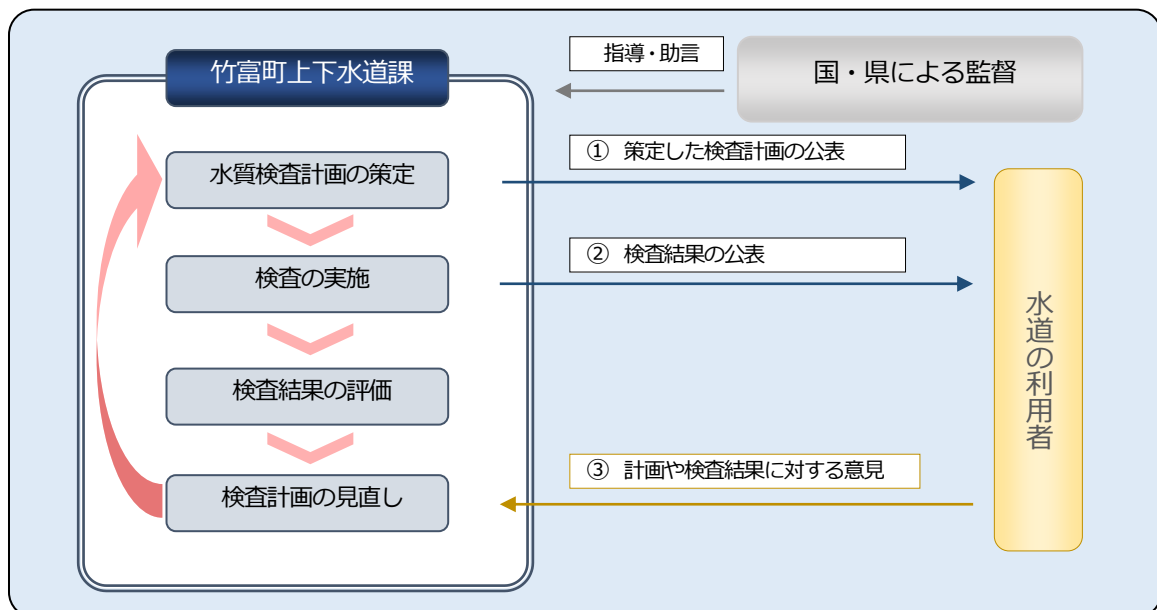 竹富町上下水道課
指導・助言
国・県による監督
水質検査計画の策定
① 策定した検査計画の公表
検査の実施
② 検査結果の公表
検査結果の評価
検査計画の見直し
③ 計画や検査結果に対する意見
水道の利用者